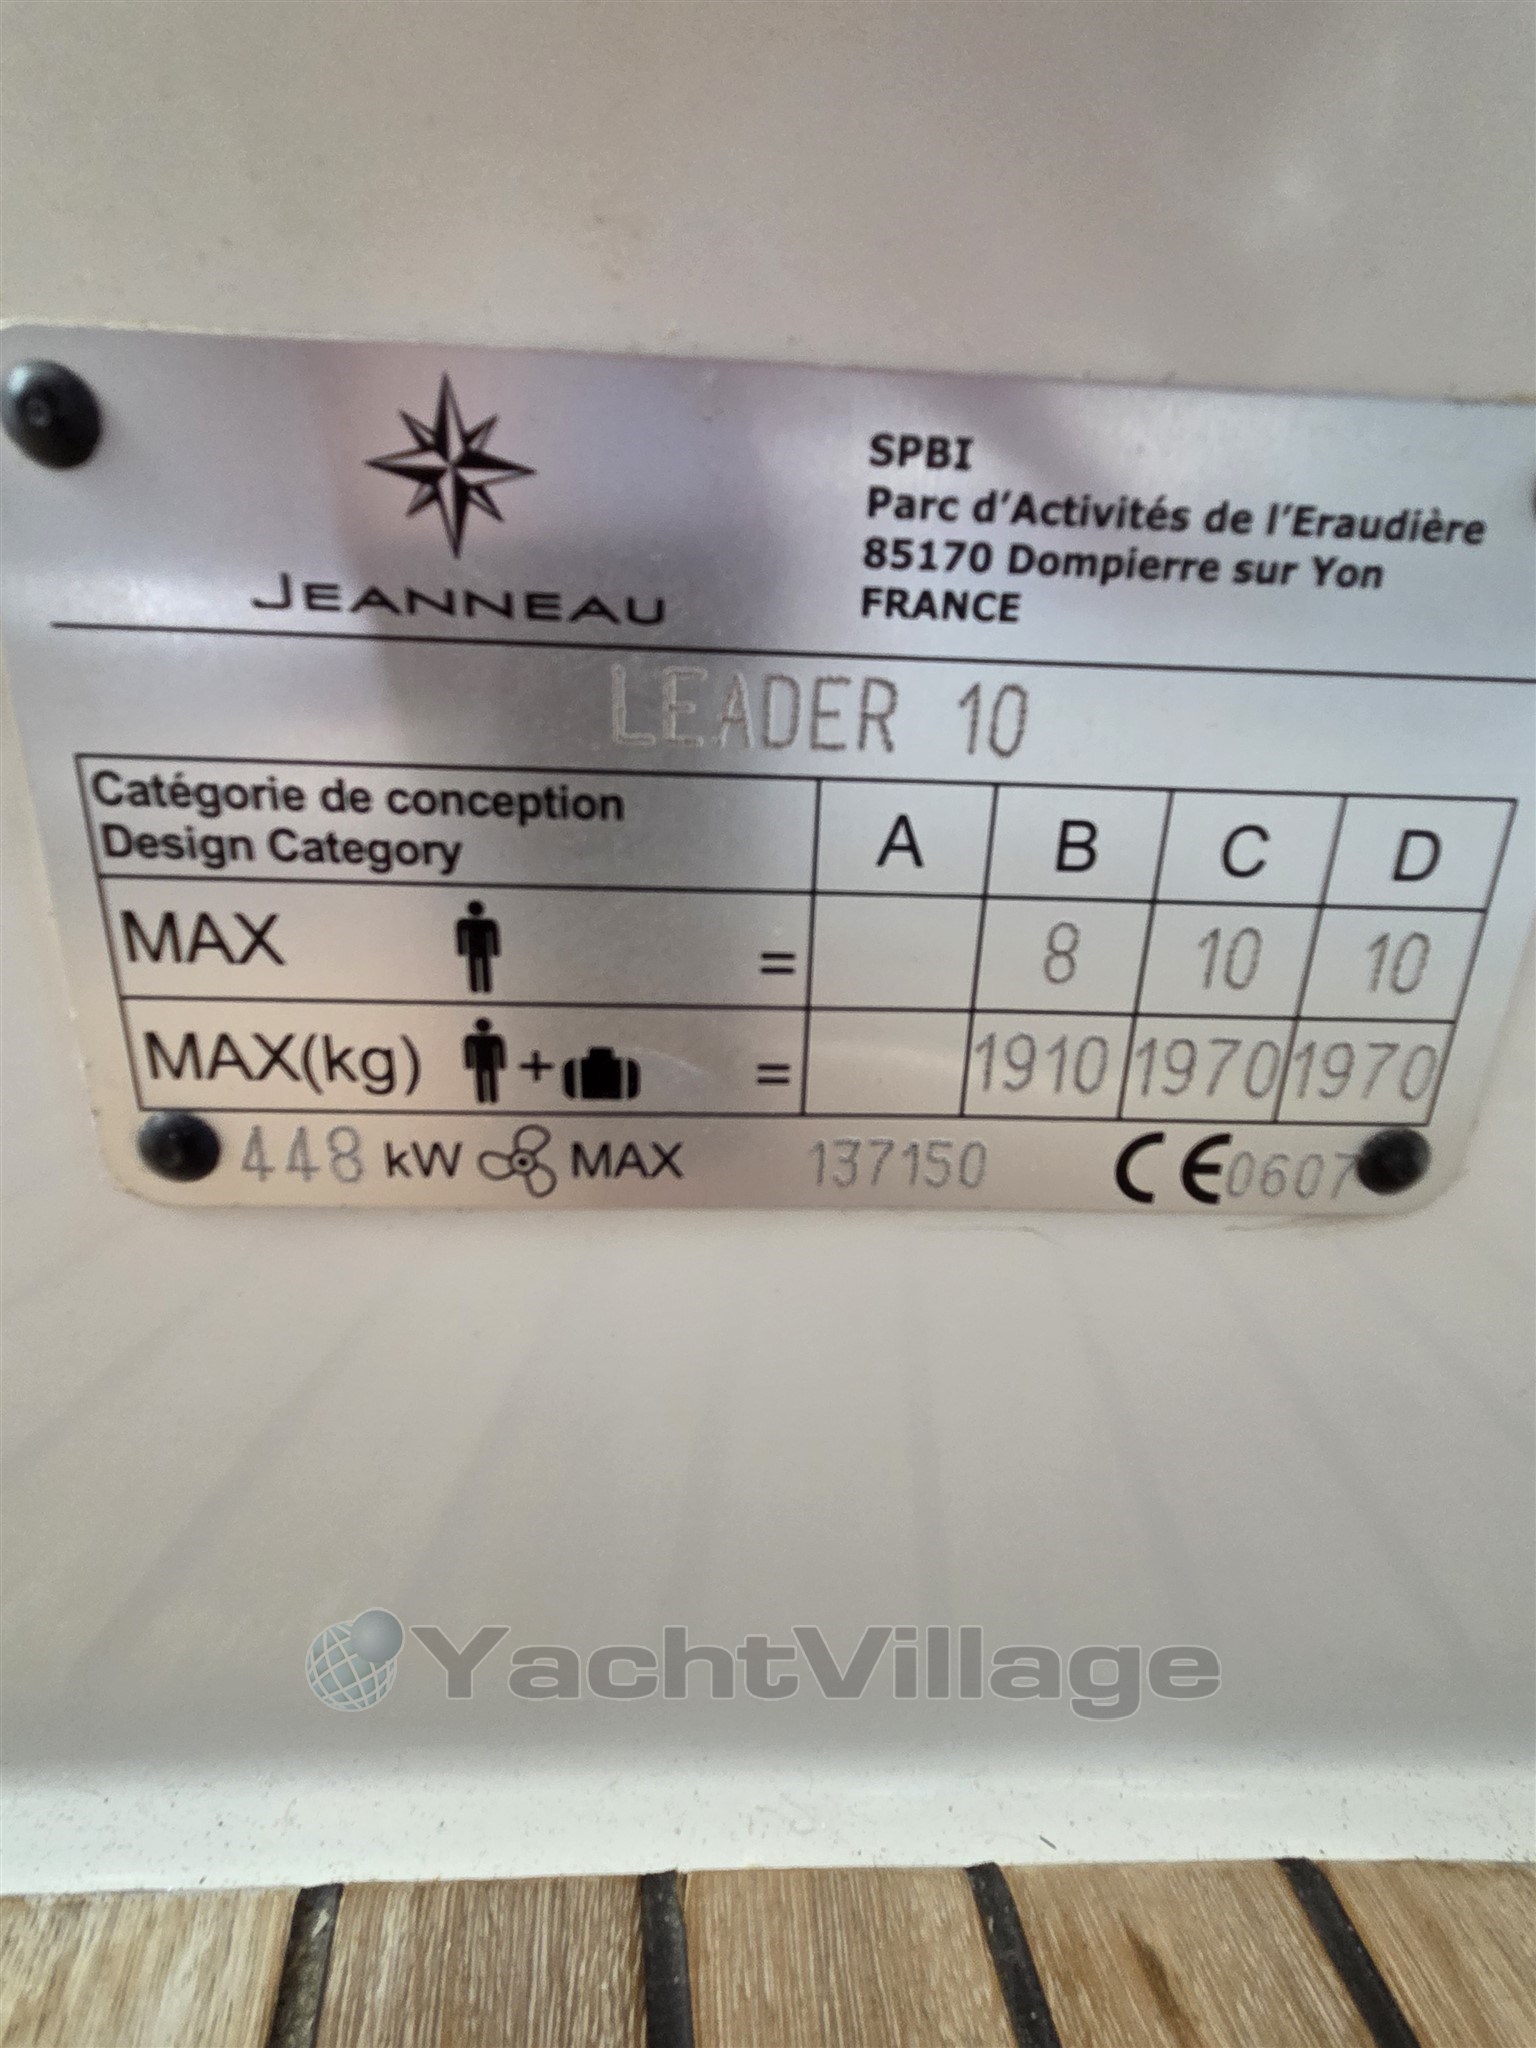 JEANNEAU
SPBI
Parc d'Activités de l'Eraudière
85170 Dompierre sur Yon
FRANCE
LEADER 10
Catégorie de conception
Design Category
A B C D
MAX = 8 10 10
MAX(kg) + = 1910 1970 1970
448 kW MAX 137150 CE0607
YachtVillage